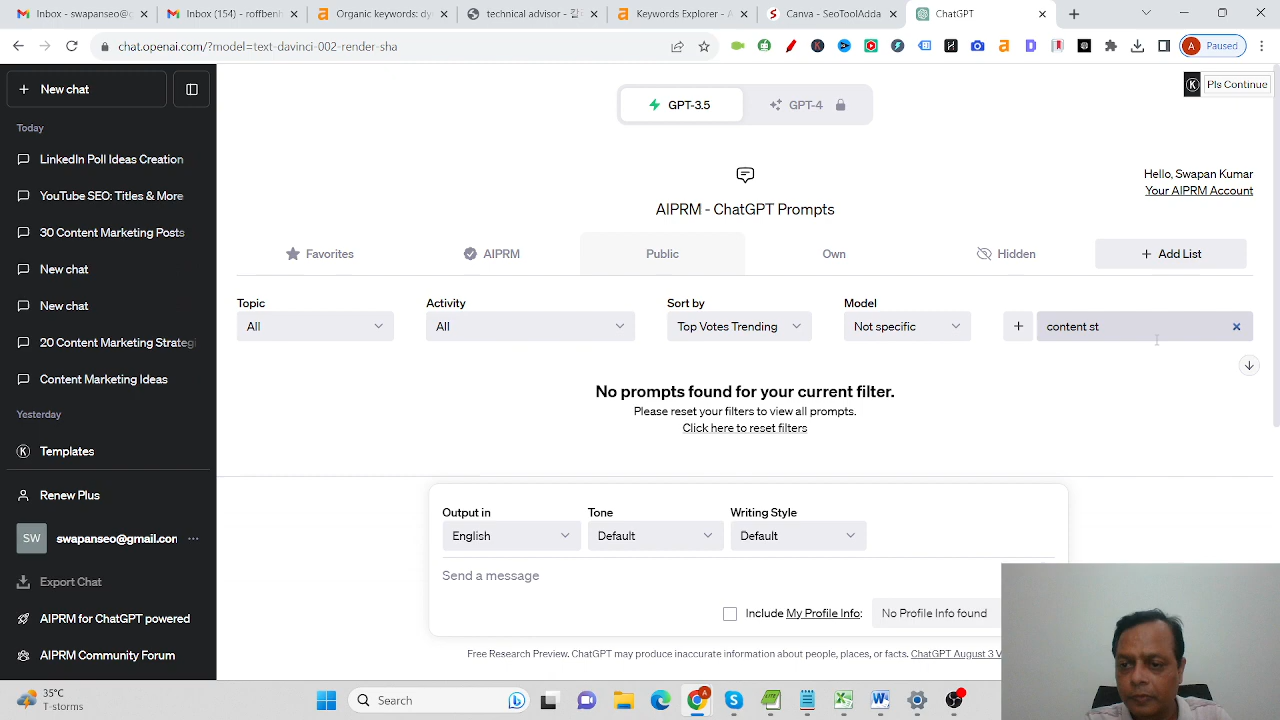 Inbox - swapanseo@g
Inbox (154) - roffbenh
Organic keywords: dy
technical advisor -
Keywords Explorer - A
Canva - SeoToolAdda
ChatGPT
chat.openai.com/?model=text-davinci-002-render-sha
A Paused
New chat
Today
LinkedIn Poll Ideas Creation
YouTube SEO: Titles & More
30 Content Marketing Posts
New chat
New chat
20 Content Marketing Strategi
Content Marketing Ideas
Yesterday
Templates
Renew Plus
SW swapanseo@gmail.con
Export Chat
AIPRM for ChatGPT powered
AIPRM Community Forum
GPT-3.5 GPT-4
Pls Continue
Hello, Swapan Kumar
Your AIPRM Account
AIPRM - ChatGPT Prompts
Favorites AIPRM Public Own Hidden + Add List
Topic Activity Sort by Model
All All Top Votes Trending Not specific + content st
No prompts found for your current filter.
Please reset your filters to view all prompts.
Click here to reset filters
Output in Tone Writing Style
English Default Default
Send a message
Include My Profile Info: No Profile Info found
Free Research Preview. ChatGPT may produce inaccurate information about people, places, or facts. ChatGPT August 3 V
35°C
T-storms
Search